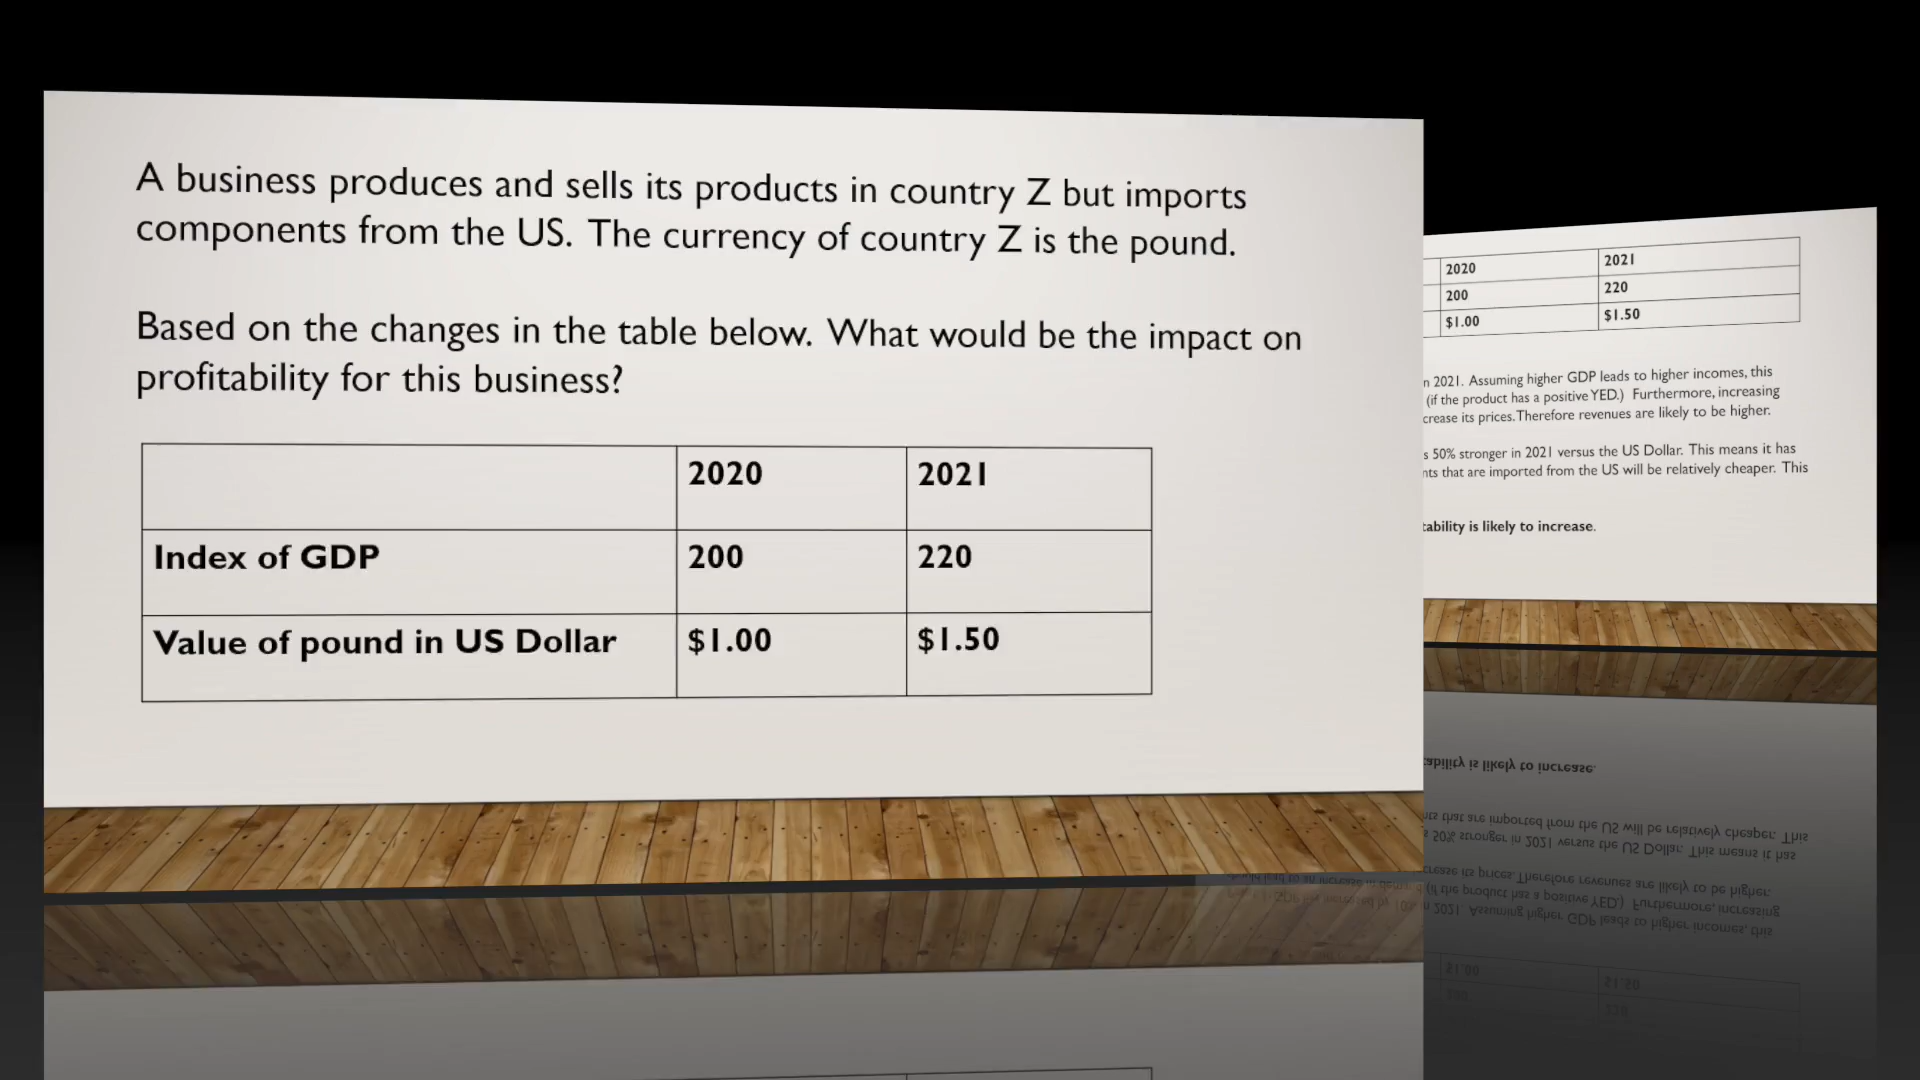 A business produces and sells its products in country Z but imports
components from the US. The currency of country Z is the pound.
Based on the changes in the table below. What would be the impact on
profitability for this business?
2020 2021
Index of GDP 200 220
Value of pound in US Dollar $1.00 $1.50
2020 2021
200 220
$1.00 $1.50
n 2021. Assuming higher GDP leads to higher incomes, this
(if the product has a positive YED.) Furthermore, increasing
crease its prices. Therefore revenues are likely to be higher.
s 50% stronger in 2021 versus the US Dollar. This means it has
nts that are imported from the US will be relatively cheaper. This
tability is likely to increase.